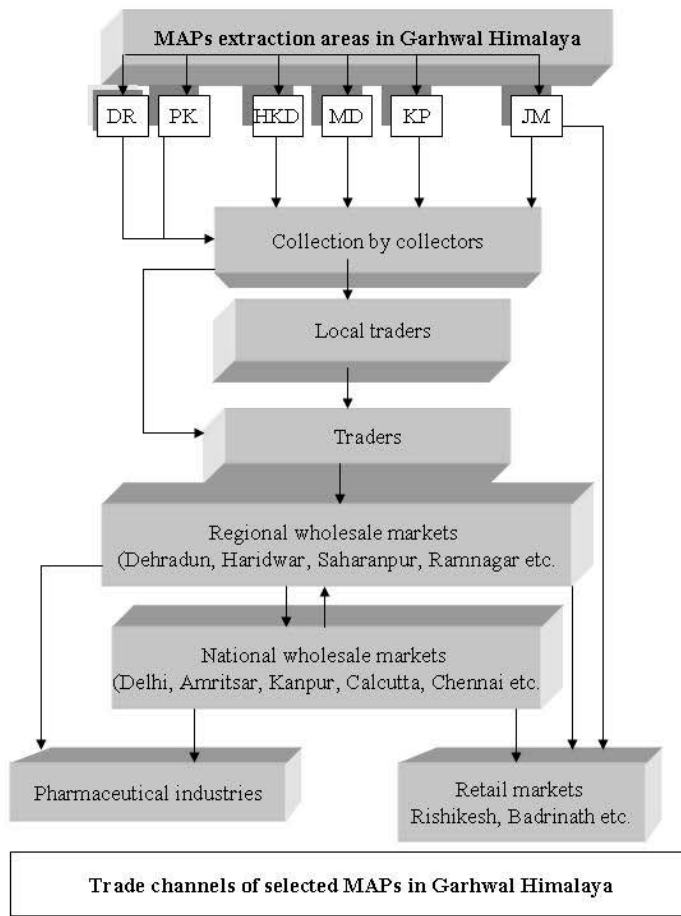 MAPs extraction areas in Garhwal Himalaya
DR PK HKD MD KP JM
Collection by collectors
Local traders
Traders
Regional wholesale markets
(Dehradun, Haridwar, Saharanpur, Ramnagar etc.
National wholesale markets
(Delhi, Amritsar, Kanpur, Calcutta, Chennai etc.
Pharmaceutical industries
Retail markets
Rishikesh, Badrinath etc.
Trade channels of selected MAPs in Garhwal Himalaya